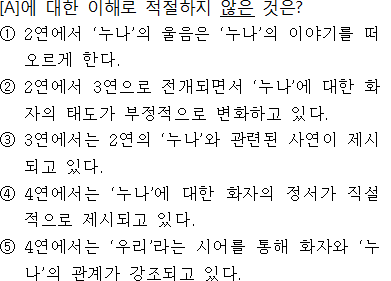 [A]에 대한 이해로 적절하지 않은 것은?
① 2연에서 ‘누나’의 울음은 ‘누나’의 이야기를 떠
오르게 한다.
② 2연에서 3연으로 전개되면서 ‘누나’에 대한 화
자의 태도가 부정적으로 변화하고 있다.
③ 3연에서는 2연의 ‘누나’와 관련된 사연이 제시
되고 있다.
④ 4연에서는 ‘누나’에 대한 화자의 정서가 직설
적으로 제시되고 있다.
⑤ 4연에서는 ‘우리’라는 시어를 통해 화자와 ‘누
나’의 관계가 강조되고 있다.